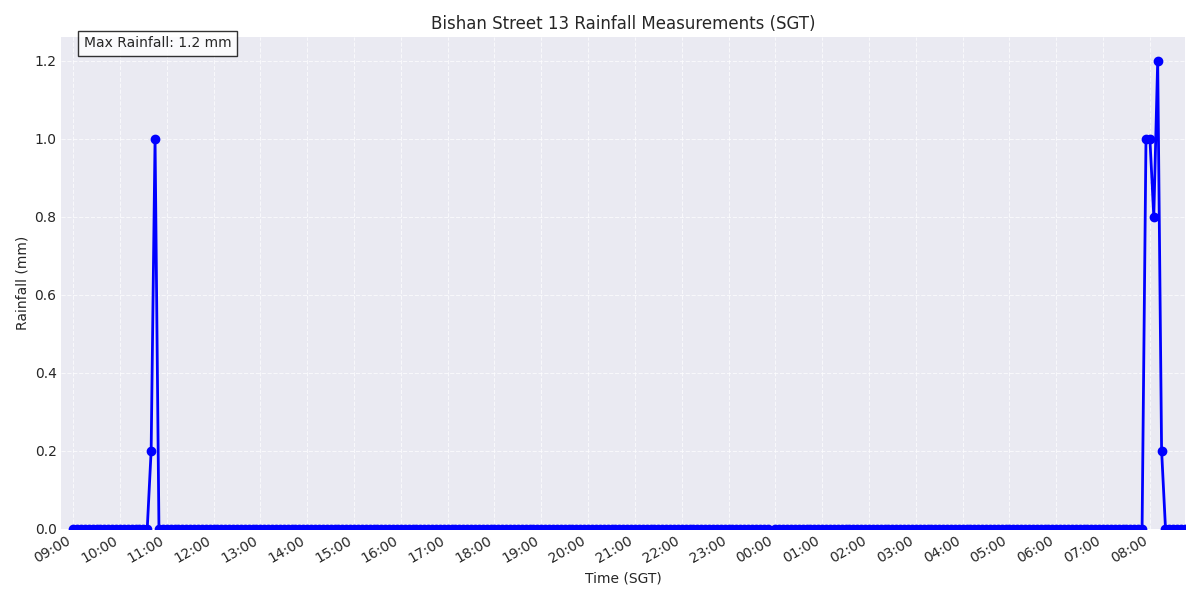 Bishan Street 13 Rainfall Measurements (SGT)
Max Rainfall: 1.2 mm
1.2
1.0
0.8
0.6
0.4
0.2
0.0
Rainfall (mm)
09:00 10:00 11:00 12:00 13:00 14:00 15:00 16:00 17:00 18:00 19:00 20:00 21:00 22:00 23:00 00:00 01:00 02:00 03:00 04:00 05:00 06:00 07:00 08:00
Time (SGT)